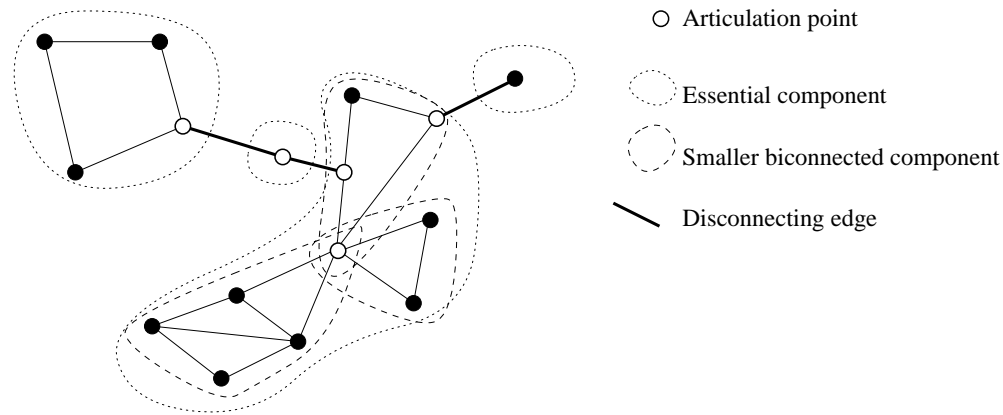 Articulation point
Essential component
Smaller biconnected component
Disconnecting edge